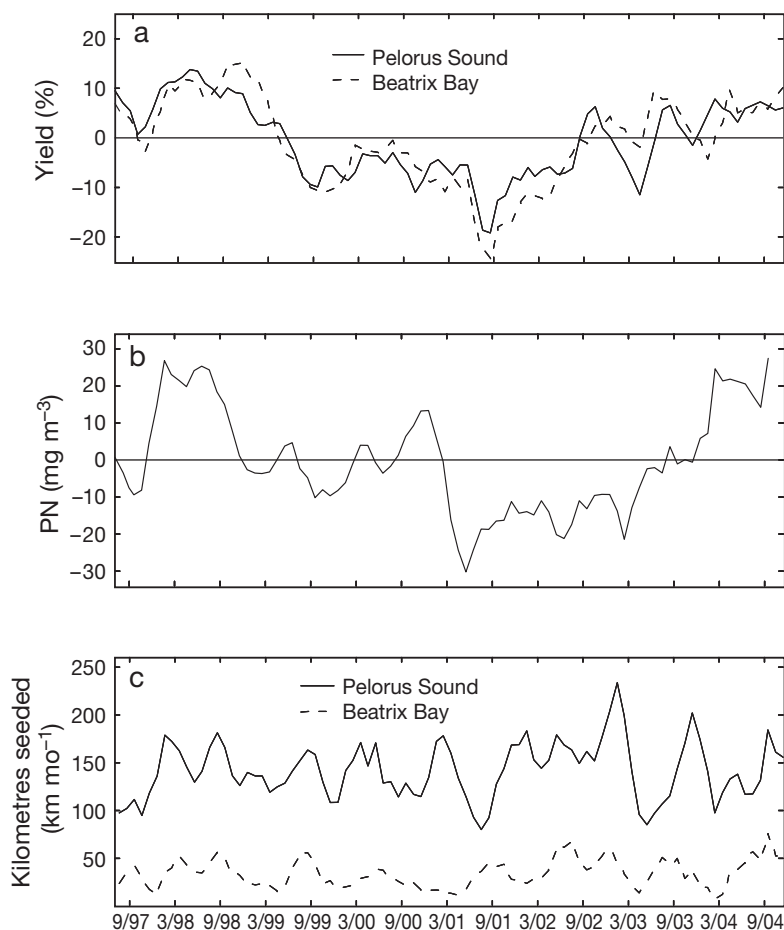 a
Pelorus Sound
Beatrix Bay
Yield (%)
20
10
0
−10
−20
b
PN (mg m⁻³)
30
20
10
0
−10
−20
−30
c
Pelorus Sound
Beatrix Bay
Kilometres seeded
(km mo⁻¹)
250
200
150
100
50
9/97 3/98 9/98 3/99 9/99 3/00 9/00 3/01 9/01 3/02 9/02 3/03 9/03 3/04 9/04